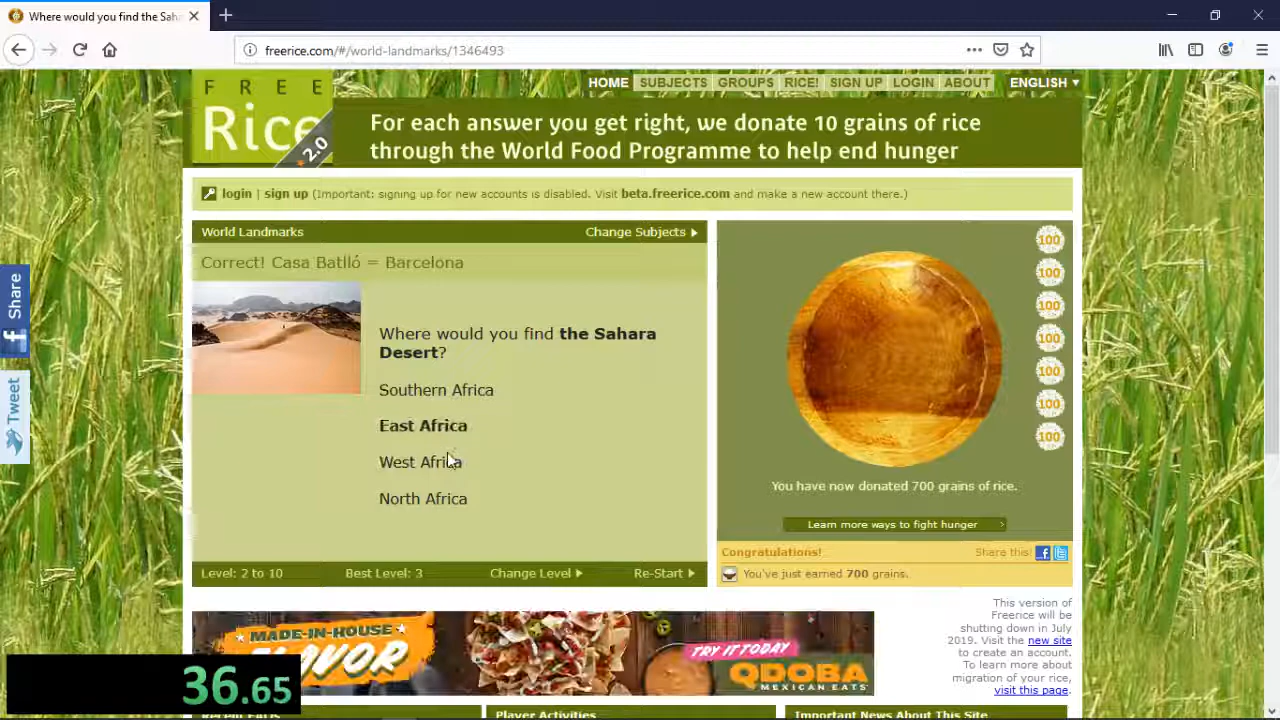 Where would you find the Saha
freerice.com/#/world-landmarks/1346493
FREE
Rice
2.0
HOME SUBJECTS GROUPS RICE! SIGN UP LOGIN ABOUT ENGLISH
For each answer you get right, we donate 10 grains of rice
through the World Food Programme to help end hunger
login | sign up (Important: signing up for new accounts is disabled. Visit beta.freerice.com and make a new account there.)
Share
Tweet
World Landmarks Change Subjects
Correct! Casa Batlló = Barcelona
Where would you find the Sahara
Desert?
Southern Africa
East Africa
West Africa
North Africa
Level: 2 to 10 Best Level: 3 Change Level Re-Start
100
100
100
100
100
100
100
You have now donated 700 grains of rice.
Learn more ways to fight hunger
Congratulations! Share this!
You've just earned 700 grains.
This version of
Freerice will be
shutting down in July
2019. Visit the new site
to create an account.
To learn more about
migration of your rice,
visit this page.
MADE-IN-HOUSE
FLAVOR
TRY IT TODAY
QDOBA
MEXICAN EATS
36.65
Player Activities
Important News About This Site